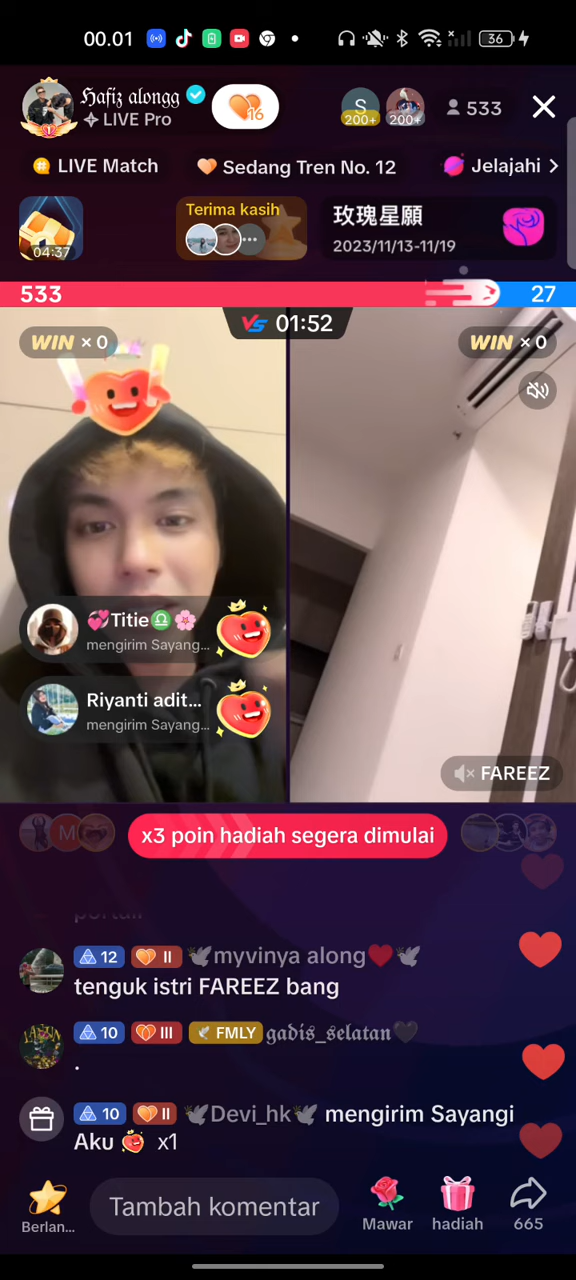 00.01
36
Hafiz alongg
LIVE Pro
16
S
200+
200+
533
LIVE Match
Sedang Tren No. 12
Jelajahi
04:37
Terima kasih
玫瑰星願
2023/11/13-11/19
533
27
VS 01:52
WIN × 0
WIN × 0
💞Titie♎🌸
mengirim Sayang...
Riyanti adit...
mengirim Sayang...
FAREEZ
M
x3 poin hadiah segera dimulai
12 II 🕊myvinya along❤️🕊
tenguk istri FAREEZ bang
10 III FMLY gadis_selatan🖤
.
10 II 🕊Devi_hk🕊 mengirim Sayangi
Aku x1
Berlan...
Tambah komentar
Mawar
hadiah
665